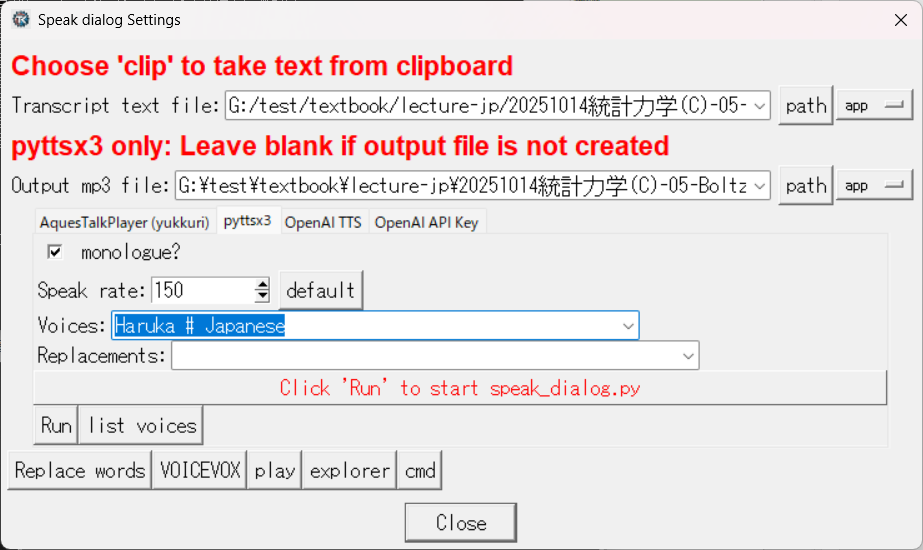 Speak dialog Settings
Choose 'clip' to take text from clipboard
Transcript text file: G:/test/textbook/lecture-jp/20251014統計力学(C)-05- path app
pyttsx3 only: Leave blank if output file is not created
Output mp3 file: G:¥test¥textbook¥lecture-jp¥20251014統計力学(C)-05-Boltz path app
AquesTalkPlayer (yukkuri) pyttsx3 OpenAI TTS OpenAI API Key
monologue?
Speak rate: 150 default
Voices: Haruka # Japanese
Replacements:
Click 'Run' to start speak_dialog.py
Run list voices
Replace words VOICEVOX play explorer cmd
Close